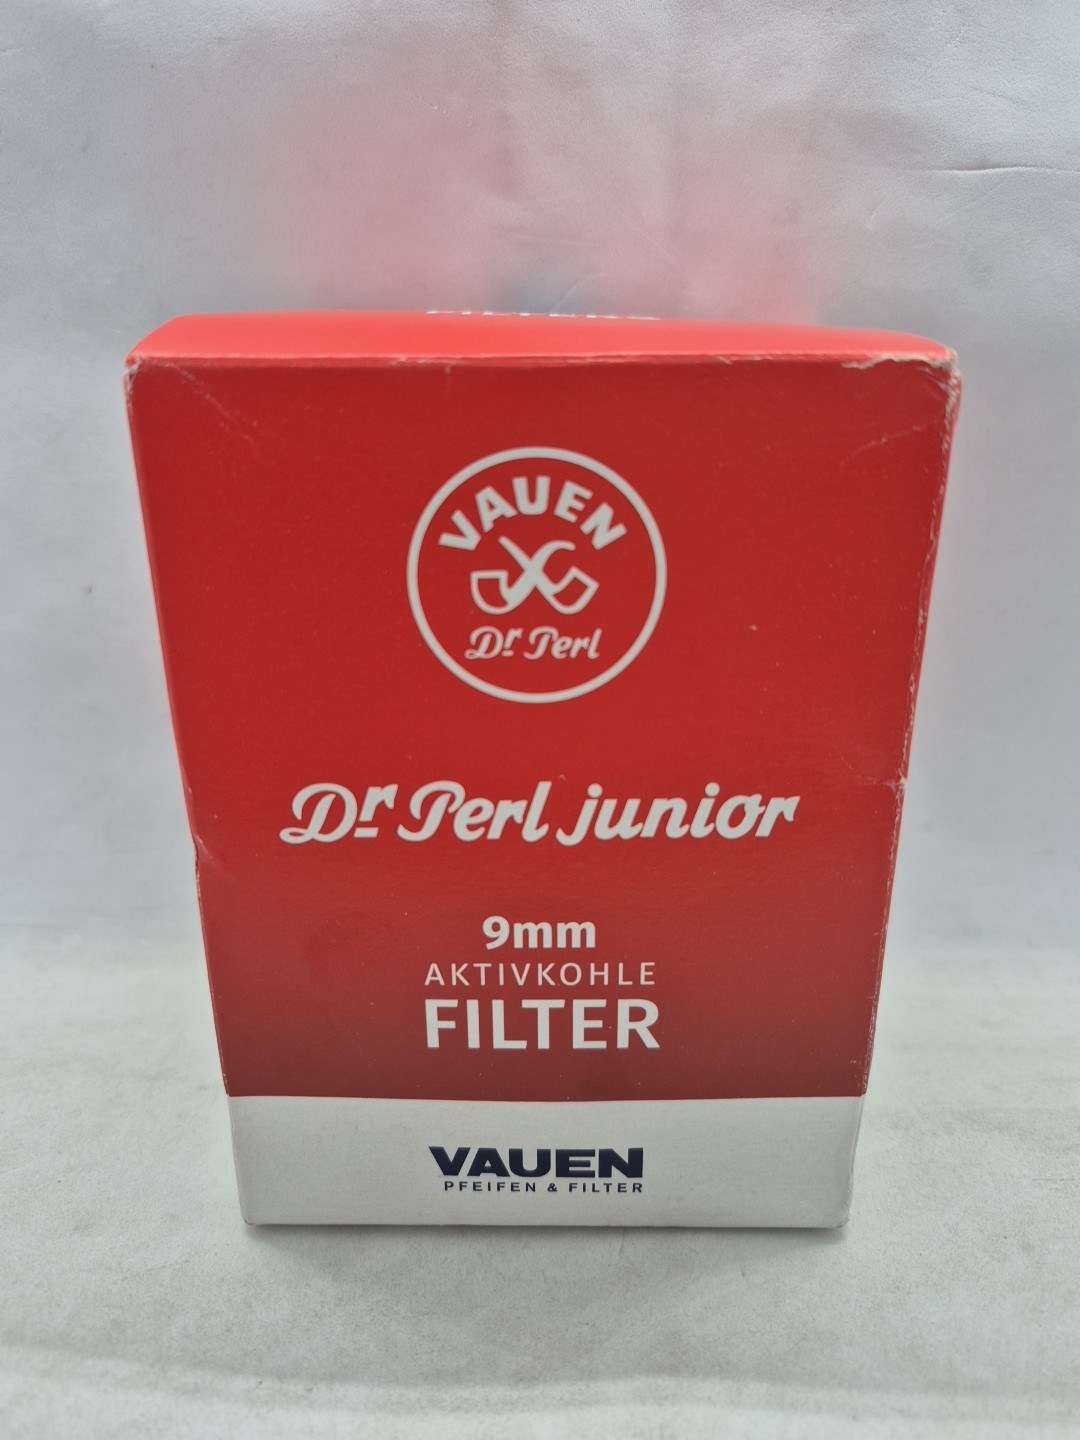 VAUEN
Dr Perl
Dr Perl junior
9mm
AKTIVKOHLE
FILTER
VAUEN
PFEIFEN & FILTER